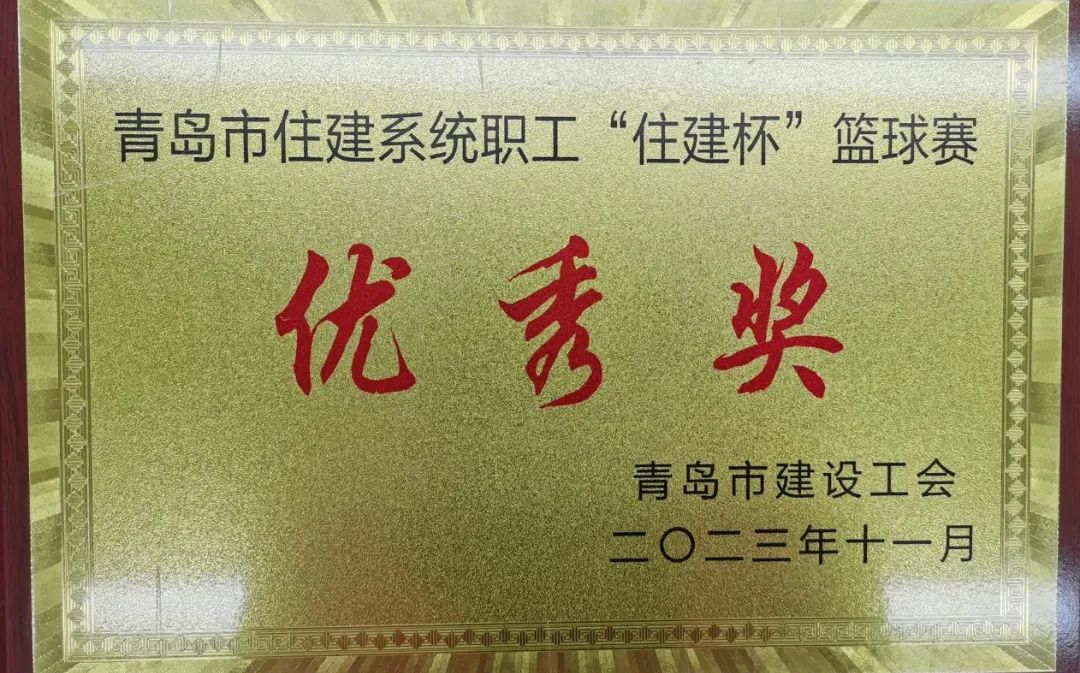 青岛市住建系统职工“住建杯”篮球赛
优秀奖
青岛市建设工会
二〇二三年十一月